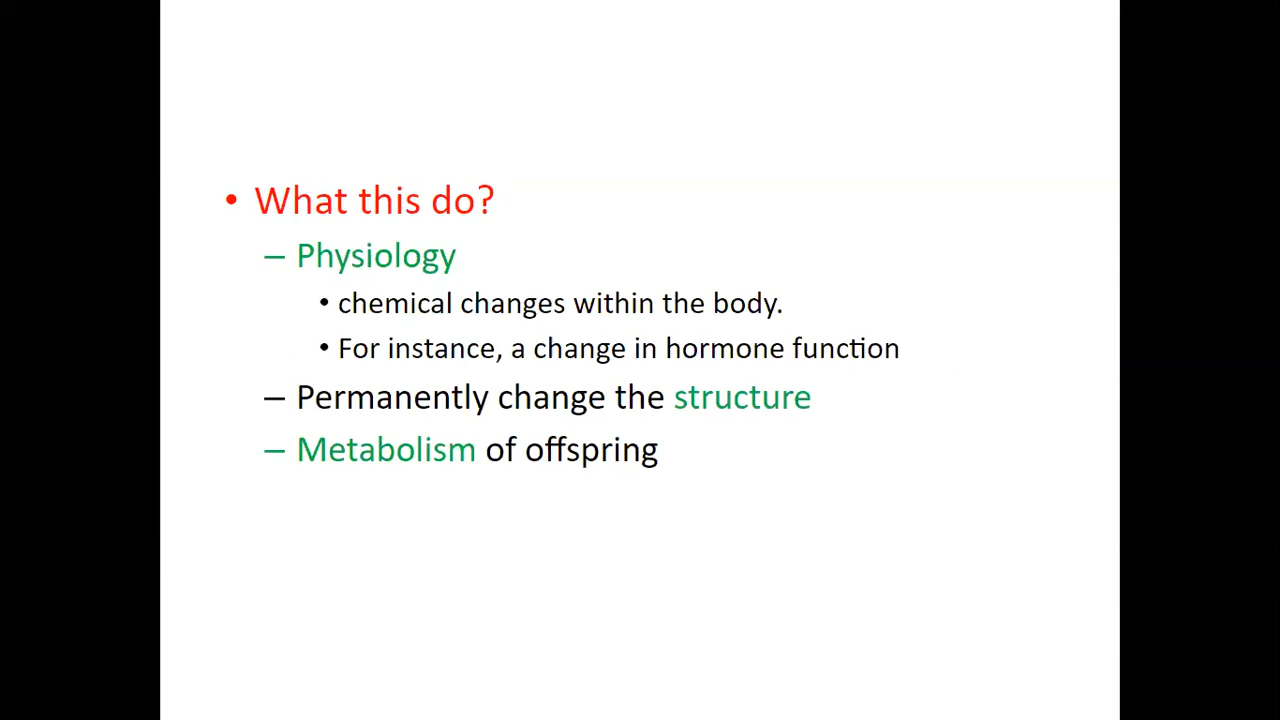 • What this do?
– Physiology
• chemical changes within the body.
• For instance, a change in hormone function
– Permanently change the structure
– Metabolism of offspring